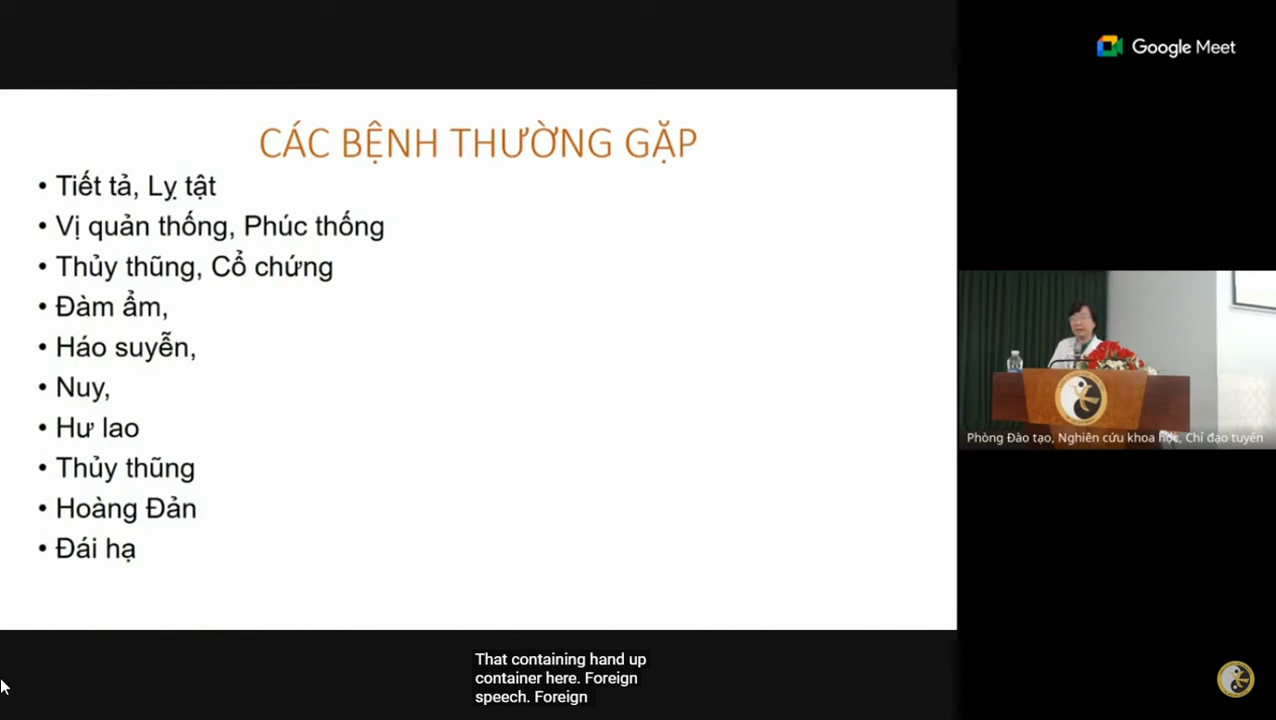 Google Meet
CÁC BỆNH THƯỜNG GẶP
• Tiết tả, Lỵ tật
• Vị quản thống, Phúc thống
• Thủy thũng, Cổ chứng
• Đàm ẩm,
• Háo suyễn,
• Nuy,
• Hư lao
• Thủy thũng
• Hoàng Đản
• Đái hạ
Phòng Đào tạo, Nghiên cứu khoa học, Chỉ đạo tuyến
That containing hand up
container here. Foreign
speech. Foreign